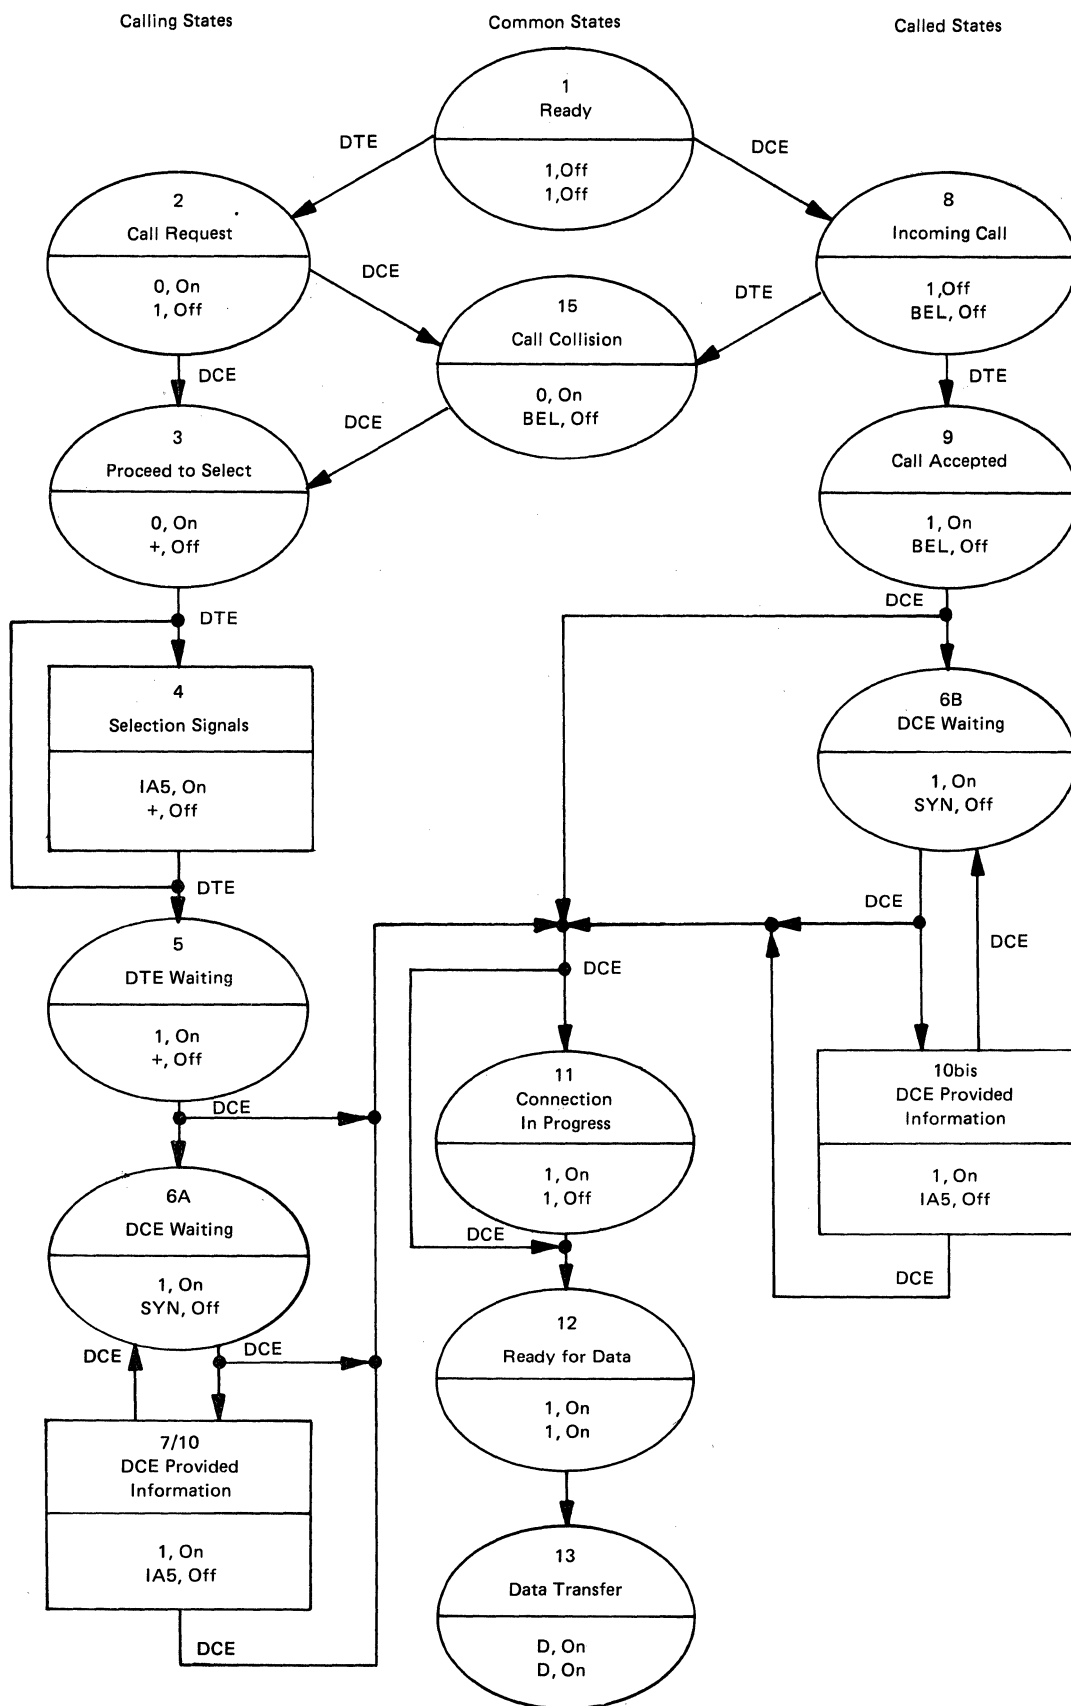 Calling States
Common States
Called States
1
Ready
1,Off
1,Off
DTE
DCE
2
Call Request
0, On
1, Off
8
Incoming Call
1,Off
BEL, Off
DCE
DTE
15
Call Collision
0, On
BEL, Off
DCE
DCE
DTE
3
Proceed to Select
0, On
+, Off
9
Call Accepted
1, On
BEL, Off
DTE
DCE
4
Selection Signals
IA5, On
+, Off
6B
DCE Waiting
1, On
SYN, Off
DTE
DCE
DCE
DCE
5
DTE Waiting
1, On
+, Off
11
Connection
In Progress
1, On
1, Off
10bis
DCE Provided
Information
1, On
IA5, Off
DCE
6A
DCE Waiting
1, On
SYN, Off
DCE
DCE
12
Ready for Data
1, On
1, On
DCE
DCE
7/10
DCE Provided
Information
1, On
IA5, Off
13
Data Transfer
D, On
D, On
DCE